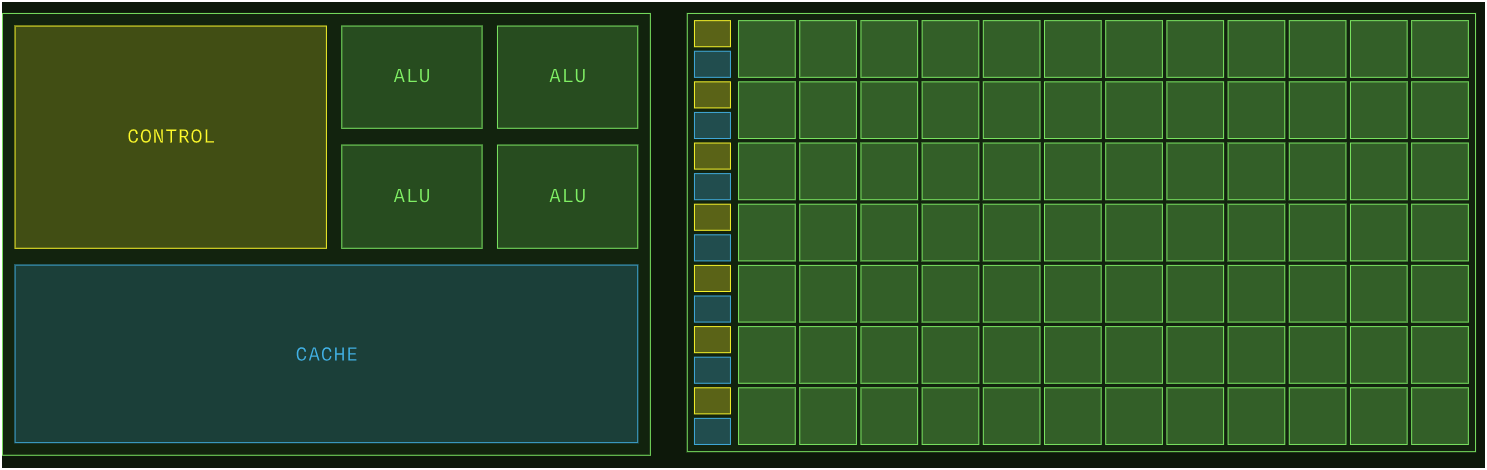 ALU ALU
CONTROL
ALU ALU
CACHE